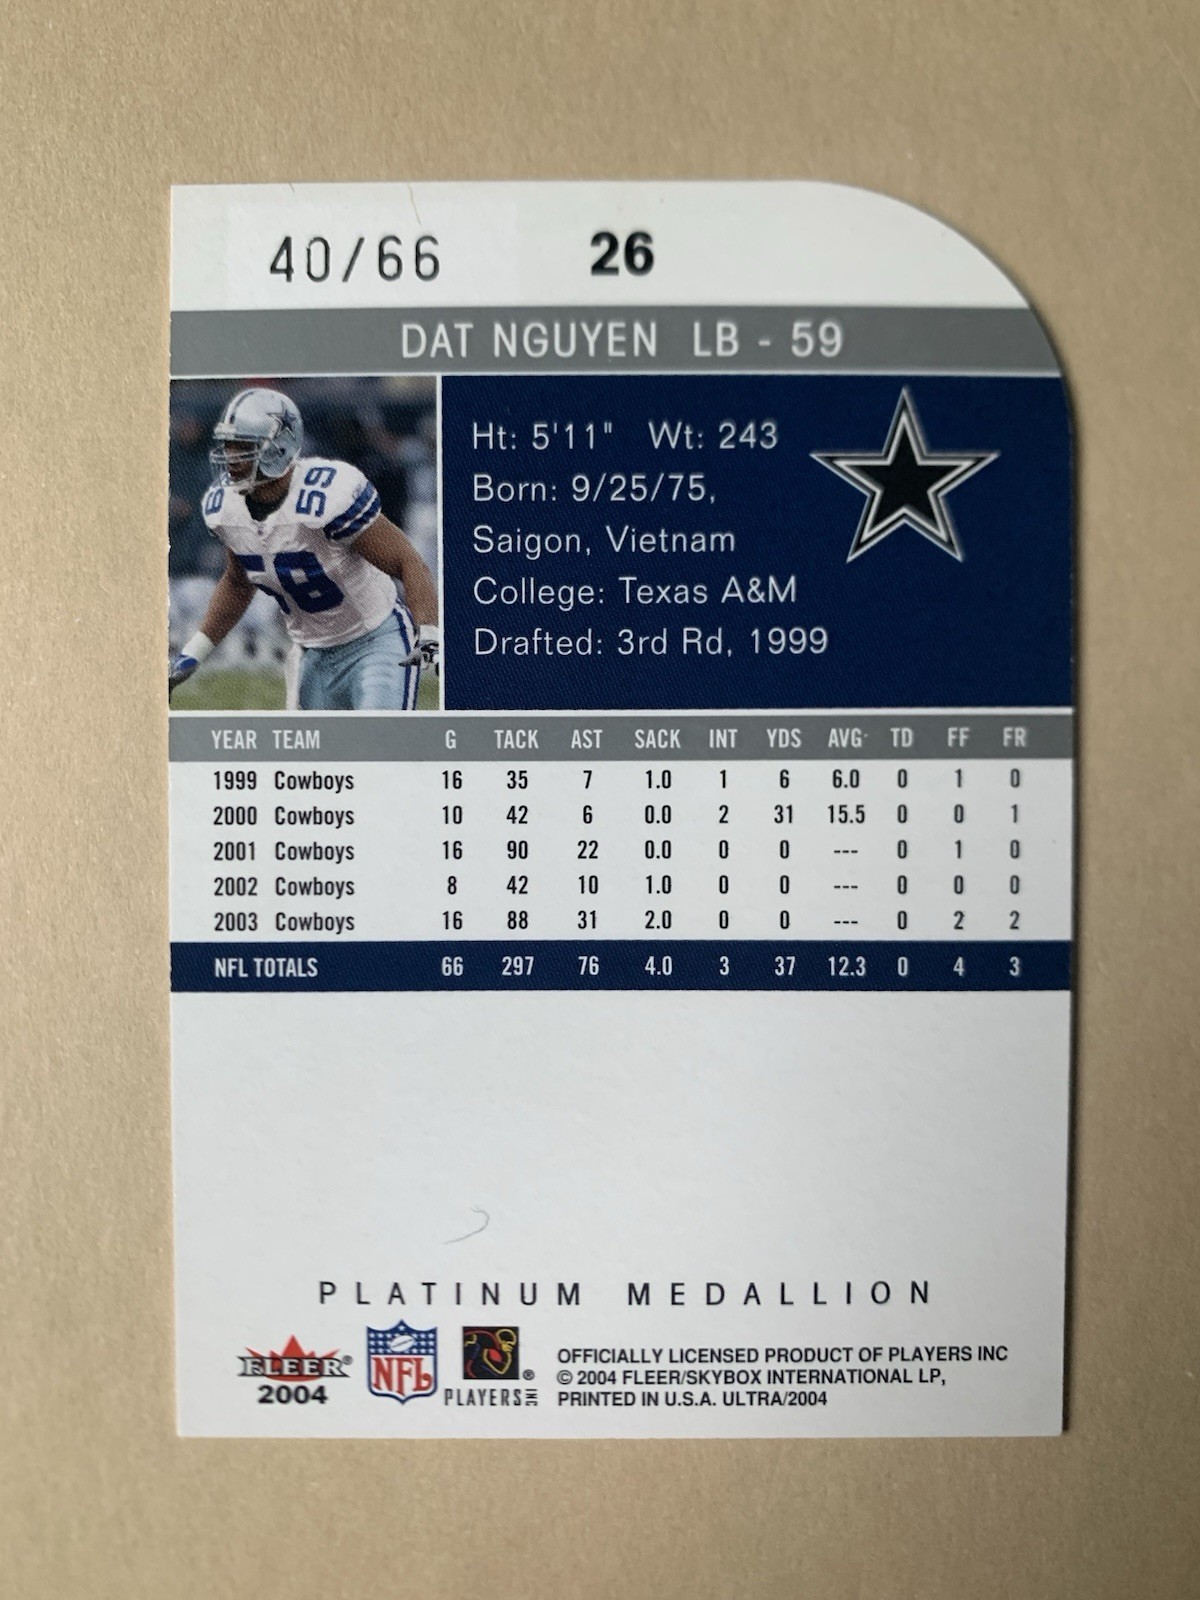 40/66 26
DAT NGUYEN LB - 59
59
59
Ht: 5'11" Wt: 243
Born: 9/25/75,
Saigon, Vietnam
College: Texas A&M
Drafted: 3rd Rd, 1999
YEAR TEAM G TACK AST SACK INT YDS AVG. TD FF FR
1999 Cowboys 16 35 7 1.0 1 6 6.0 0 1 0
2000 Cowboys 10 42 6 0.0 2 31 15.5 0 0 1
2001 Cowboys 16 90 22 0.0 0 0 --- 0 1 0
2002 Cowboys 8 42 10 1.0 0 0 --- 0 0 0
2003 Cowboys 16 88 31 2.0 0 0 --- 0 2 2
NFL TOTALS 66 297 76 4.0 3 37 12.3 0 4 3
PLATINUM MEDALLION
FLEER®
2004
NFL
PLAYERS INC ®
OFFICIALLY LICENSED PRODUCT OF PLAYERS INC
© 2004 FLEER/SKYBOX INTERNATIONAL LP,
PRINTED IN U.S.A. ULTRA/2004